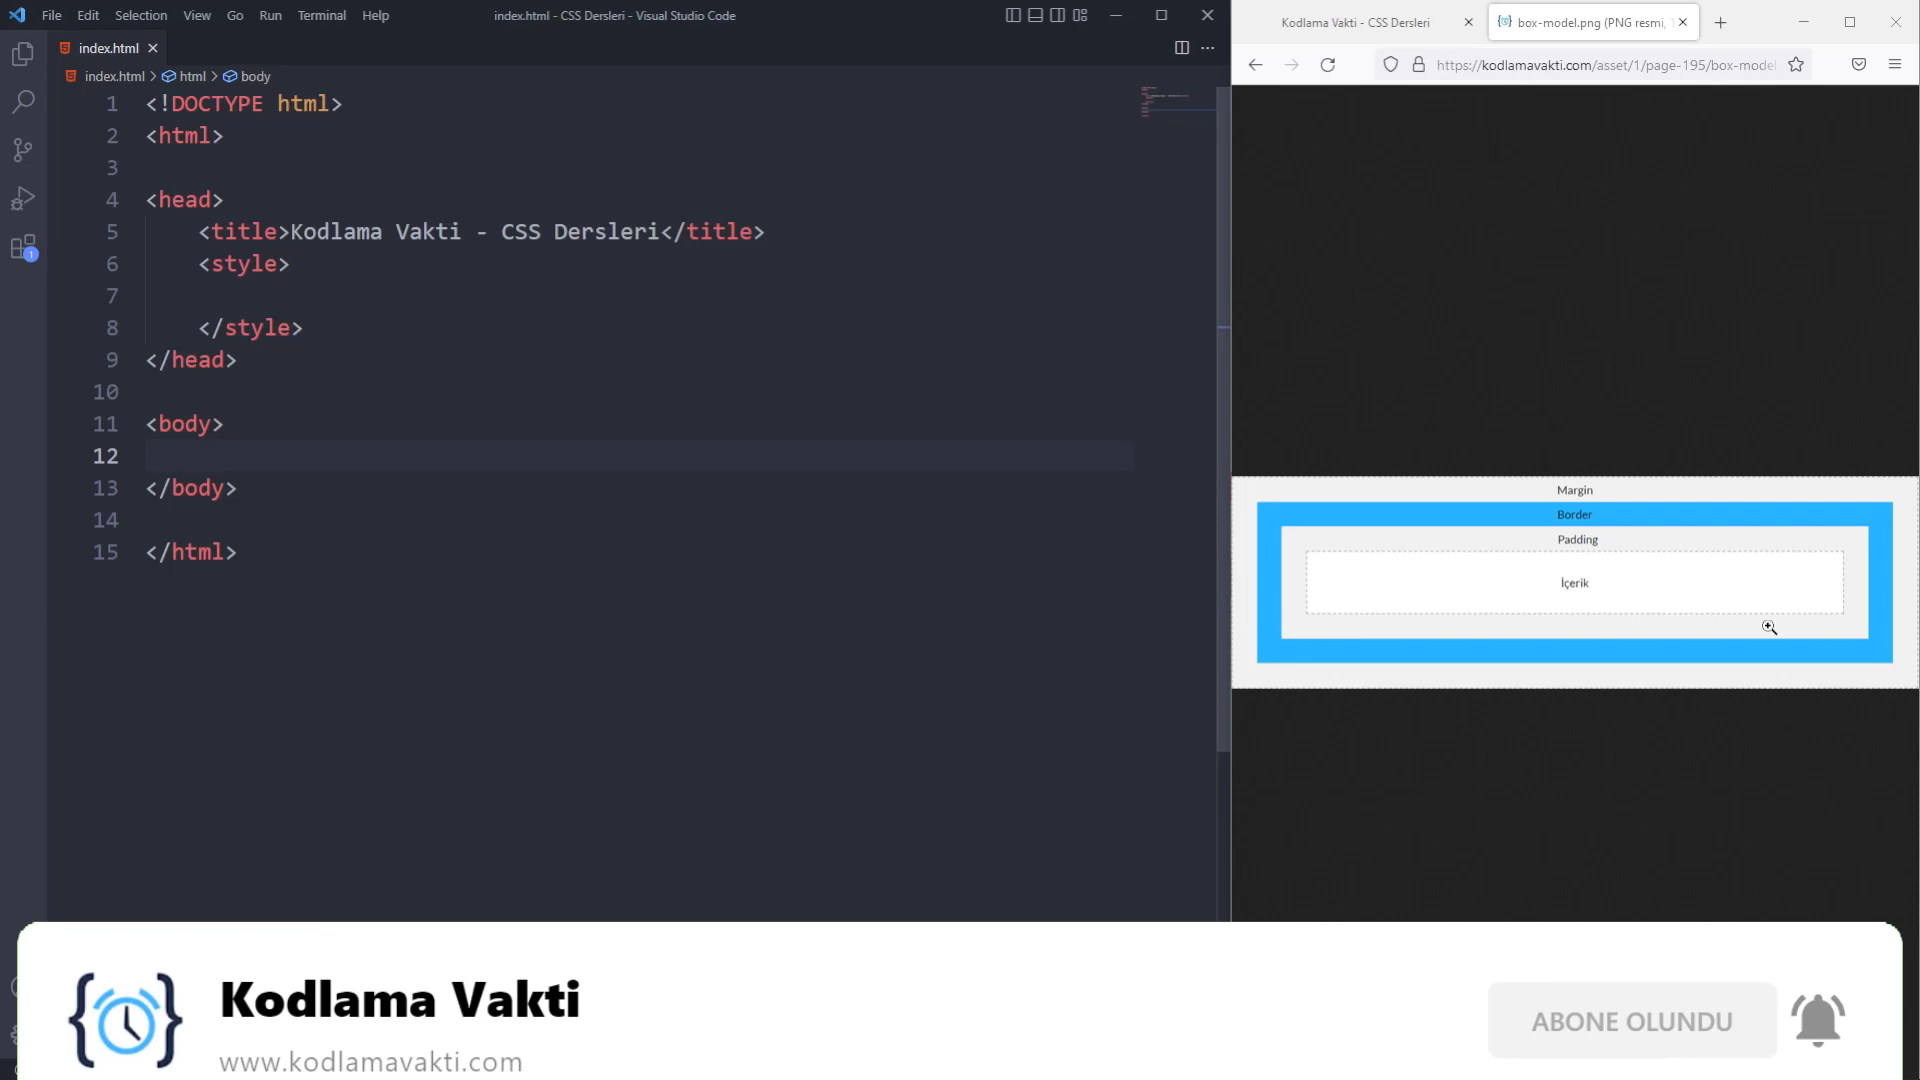 File Edit Selection View Go Run Terminal Help
index.html - CSS Dersleri - Visual Studio Code
index.html
index.html > html > body
1 <!DOCTYPE html>
2 <html>
3
4 <head>
5 <title>Kodlama Vakti - CSS Dersleri</title>
6 <style>
7
8 </style>
9 </head>
10
11 <body>
12
13 </body>
14
15 </html>
1
Kodlama Vakti - CSS Dersleri
box-model.png (PNG resmi,
https://kodlamavakti.com/asset/1/page-195/box-model
Margin
Border
Padding
İçerik
Kodlama Vakti
www.kodlamavakti.com
ABONE OLUNDU